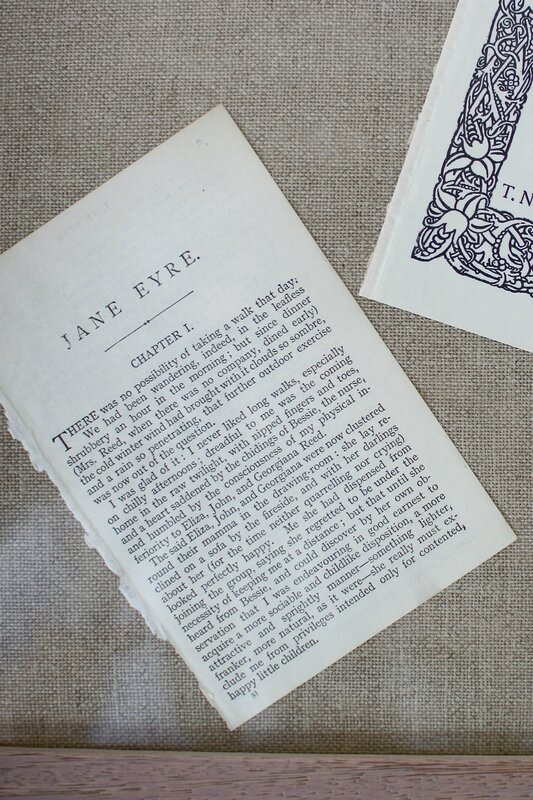 JANE EYRE.
CHAPTER I.
THERE was no possibility of taking a walk that day.
We had been wandering, indeed, in the leafless
shrubbery an hour in the morning; but since dinner
(Mrs. Reed, when there was no company, dined early)
the cold winter wind had brought with it clouds so sombre,
and a rain so penetrating, that further outdoor exercise
was now out of the question.
I was glad of it: I never liked long walks, especially
on chilly afternoons: dreadful to me was the coming
home in the raw twilight, with nipped fingers and toes,
and a heart saddened by the chidings of Bessie, the nurse,
and humbled by the consciousness of my physical in-
feriority to Eliza, John, and Georgiana Reed.
The said Eliza, John, and Georgiana were now clustered
round their mamma in the drawing-room: she lay re-
clined on a sofa by the fireside, and with her darlings
about her (for the time neither quarrelling nor crying)
looked perfectly happy. Me she had dispensed from
joining the group, saying she regretted to be under the
necessity of keeping me at a distance; but that until she
heard from Bessie and could discover by her own ob-
servation that I was endeavouring in good earnest to
acquire a more sociable and childlike disposition, a more
attractive and sprightly manner—something lighter,
franker, more natural, as it were—she really must ex-
clude me from privileges intended only for contented,
happy little children.
T. N